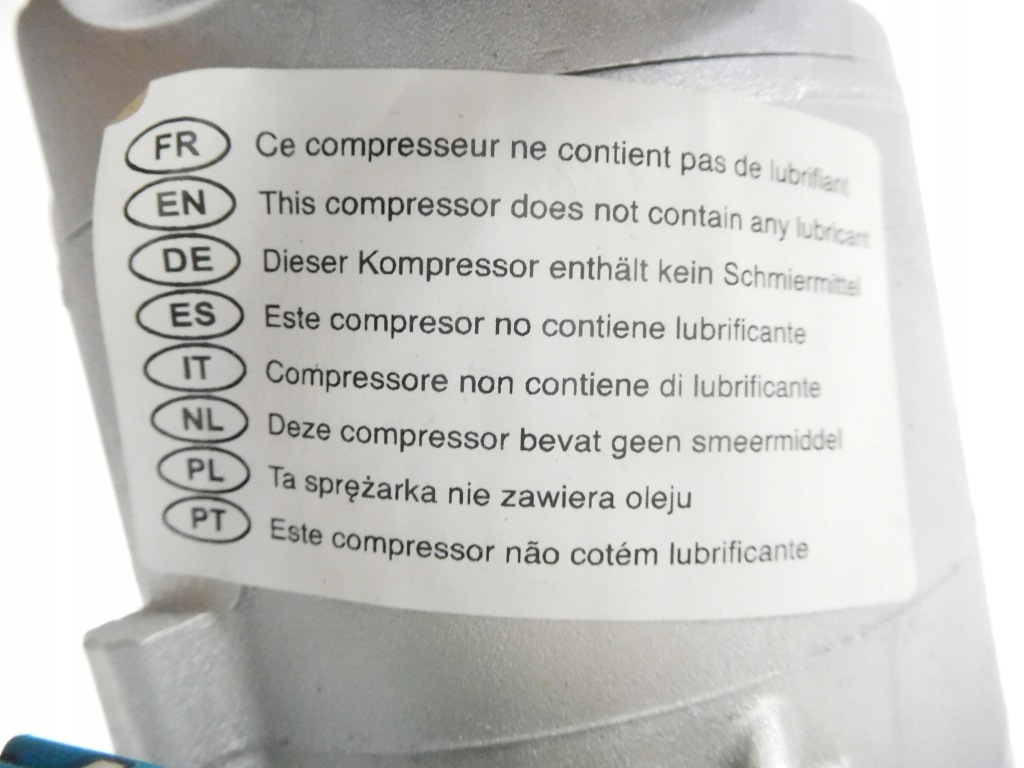 FR Ce compresseur ne contient pas de lubrifiant
EN This compressor does not contain any lubricant
DE Dieser Kompressor enthält kein Schmiermittel
ES Este compresor no contiene lubrificante
IT Compressore non contiene di lubrificante
NL Deze compressor bevat geen smeermiddel
PL Ta sprężarka nie zawiera oleju
PT Este compressor não cotém lubrificante